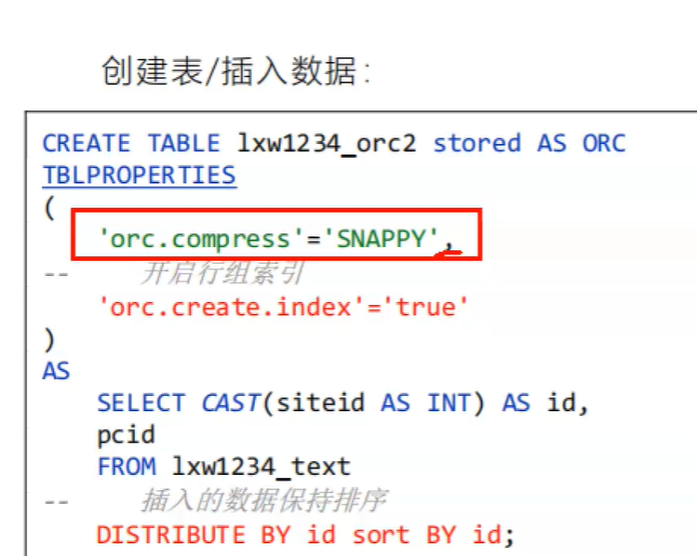 创建表/插入数据：
CREATE TABLE lxw1234_orc2 stored AS ORC
TBLPROPERTIES
(
'orc.compress'='SNAPPY',
-- 开启行组索引
'orc.create.index'='true'
)
AS
SELECT CAST(siteid AS INT) AS id,
pcid
FROM lxw1234_text
-- 插入的数据保持排序
DISTRIBUTE BY id sort BY id;